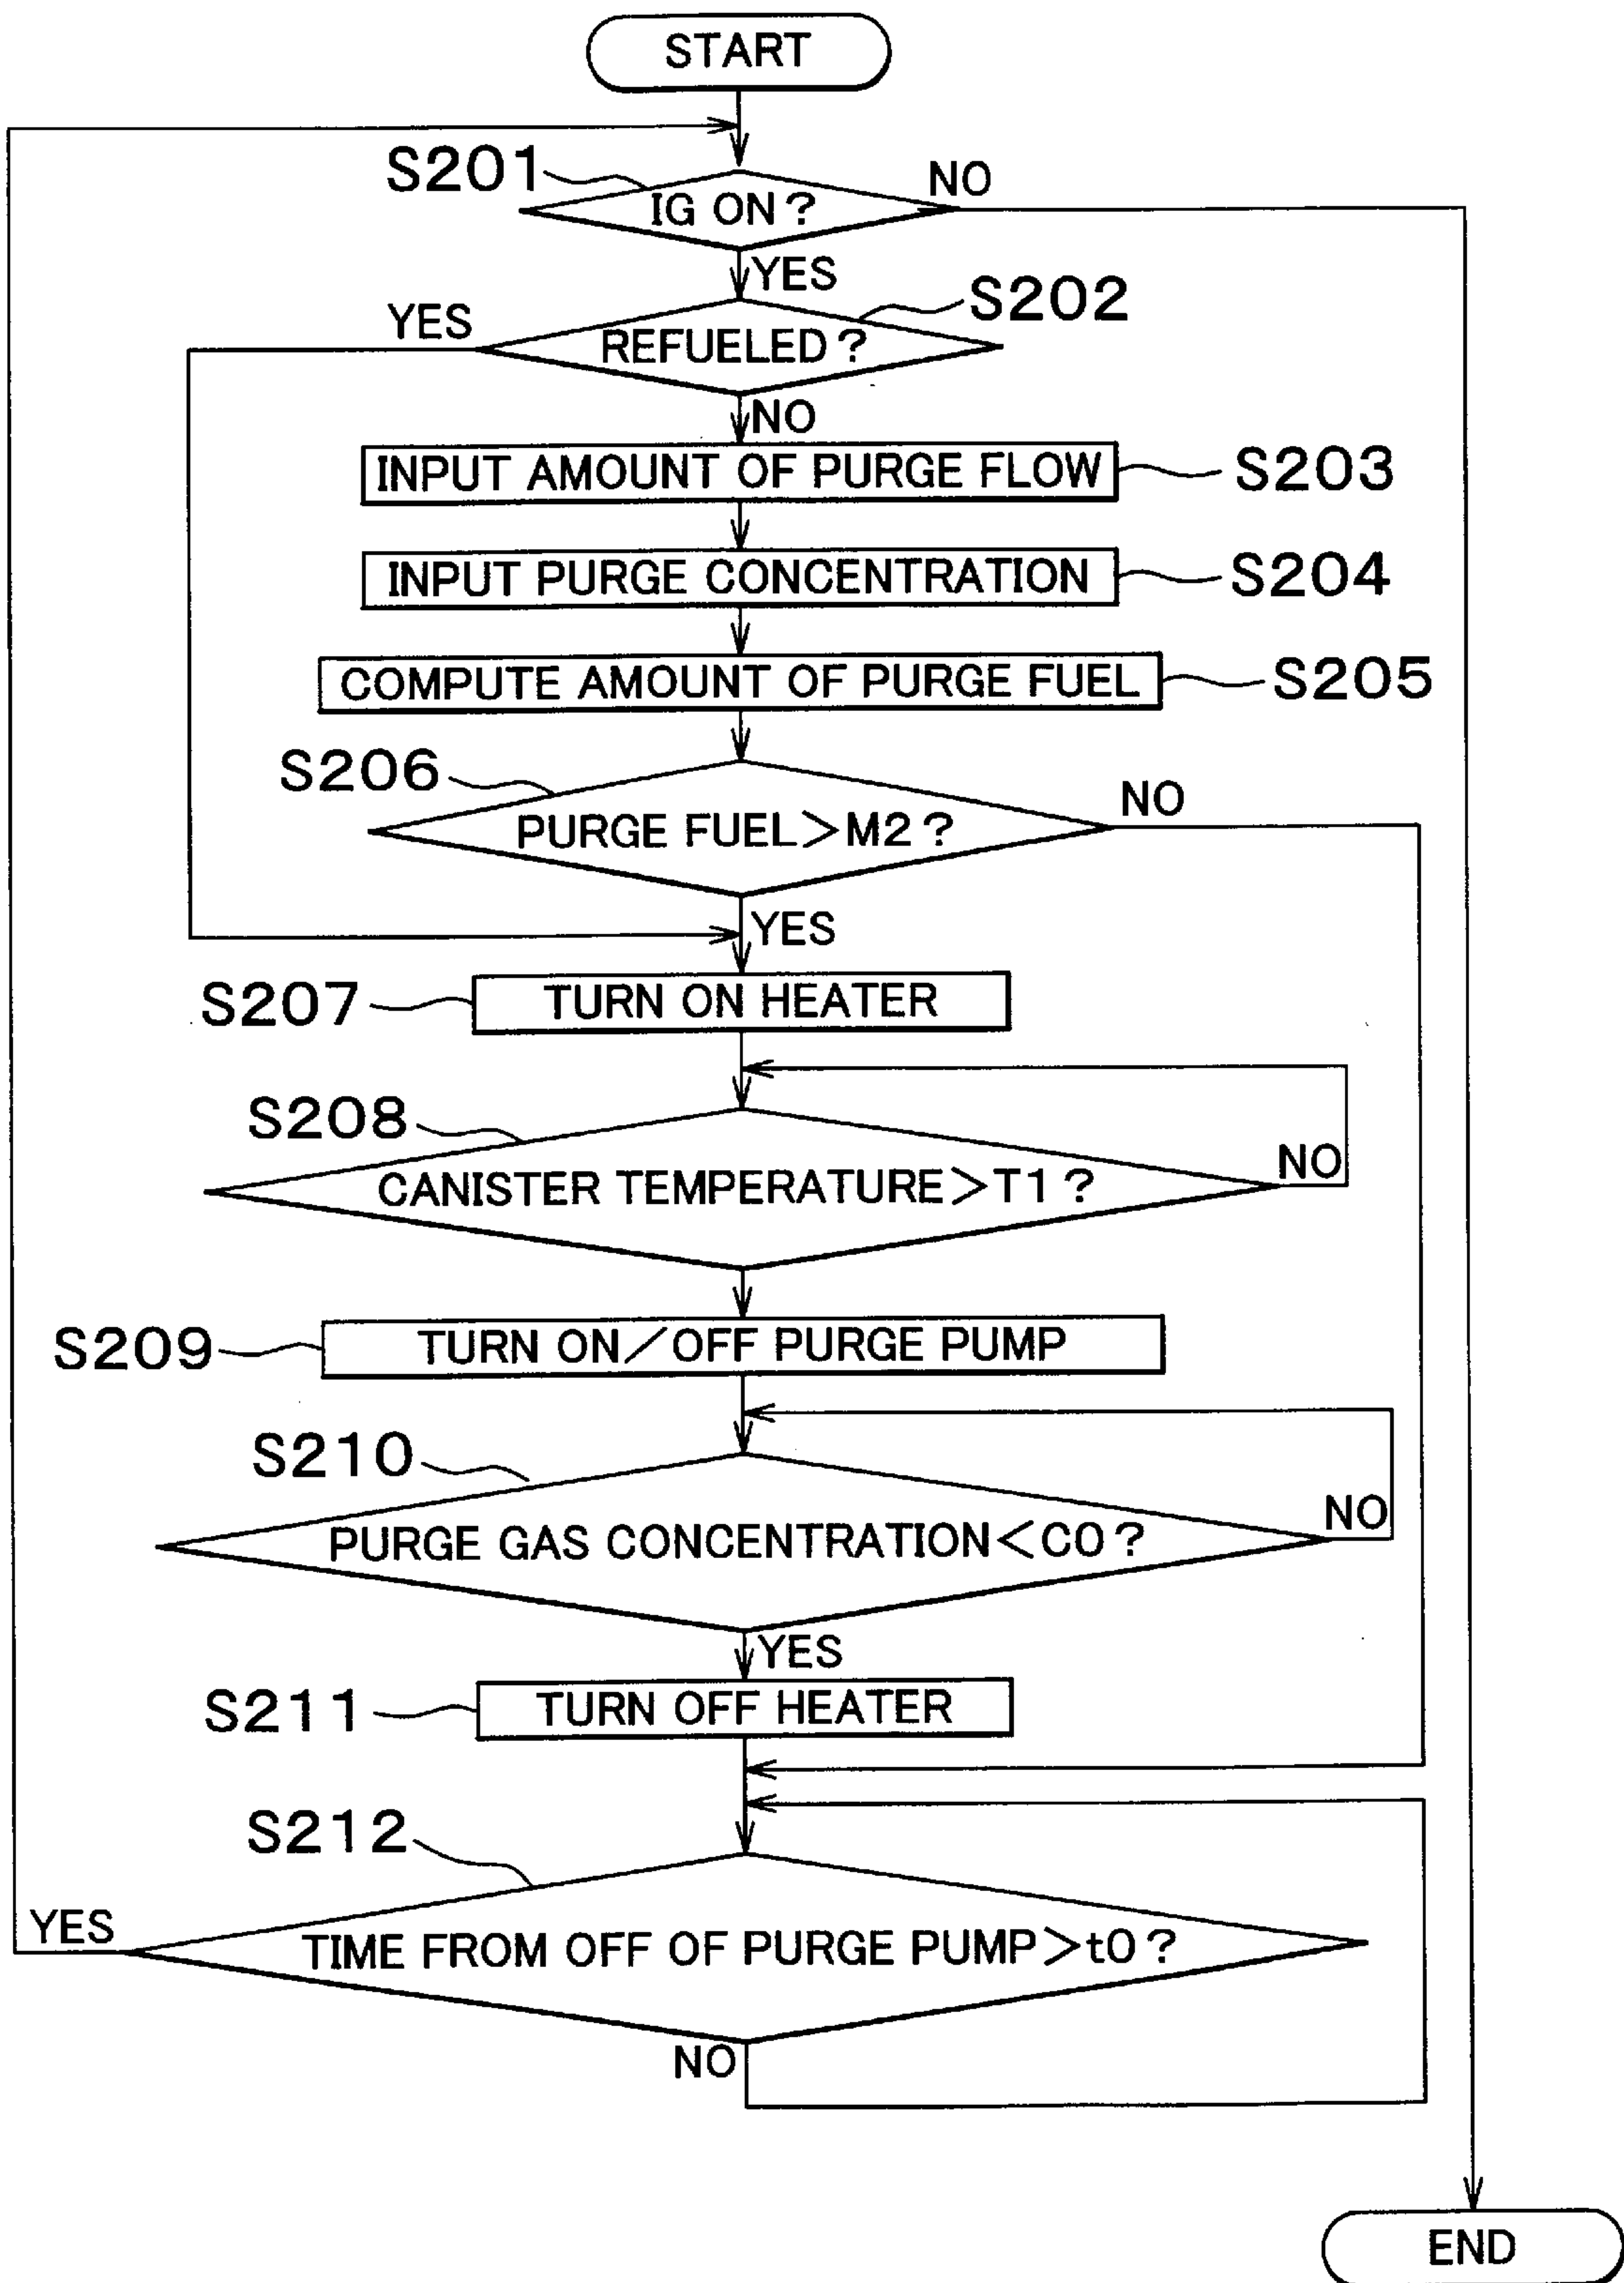 START
S201
IG ON?
NO
YES
S202
YES
REFUELED?
NO
INPUT AMOUNT OF PURGE FLOW
S203
INPUT PURGE CONCENTRATION
S204
COMPUTE AMOUNT OF PURGE FUEL
S205
S206
PURGE FUEL>M2?
NO
YES
S207
TURN ON HEATER
S208
CANISTER TEMPERATURE>T1?
NO
S209
TURN ON/OFF PURGE PUMP
S210
PURGE GAS CONCENTRATION<C0?
NO
YES
S211
TURN OFF HEATER
S212
YES
TIME FROM OFF OF PURGE PUMP>t0?
NO
END